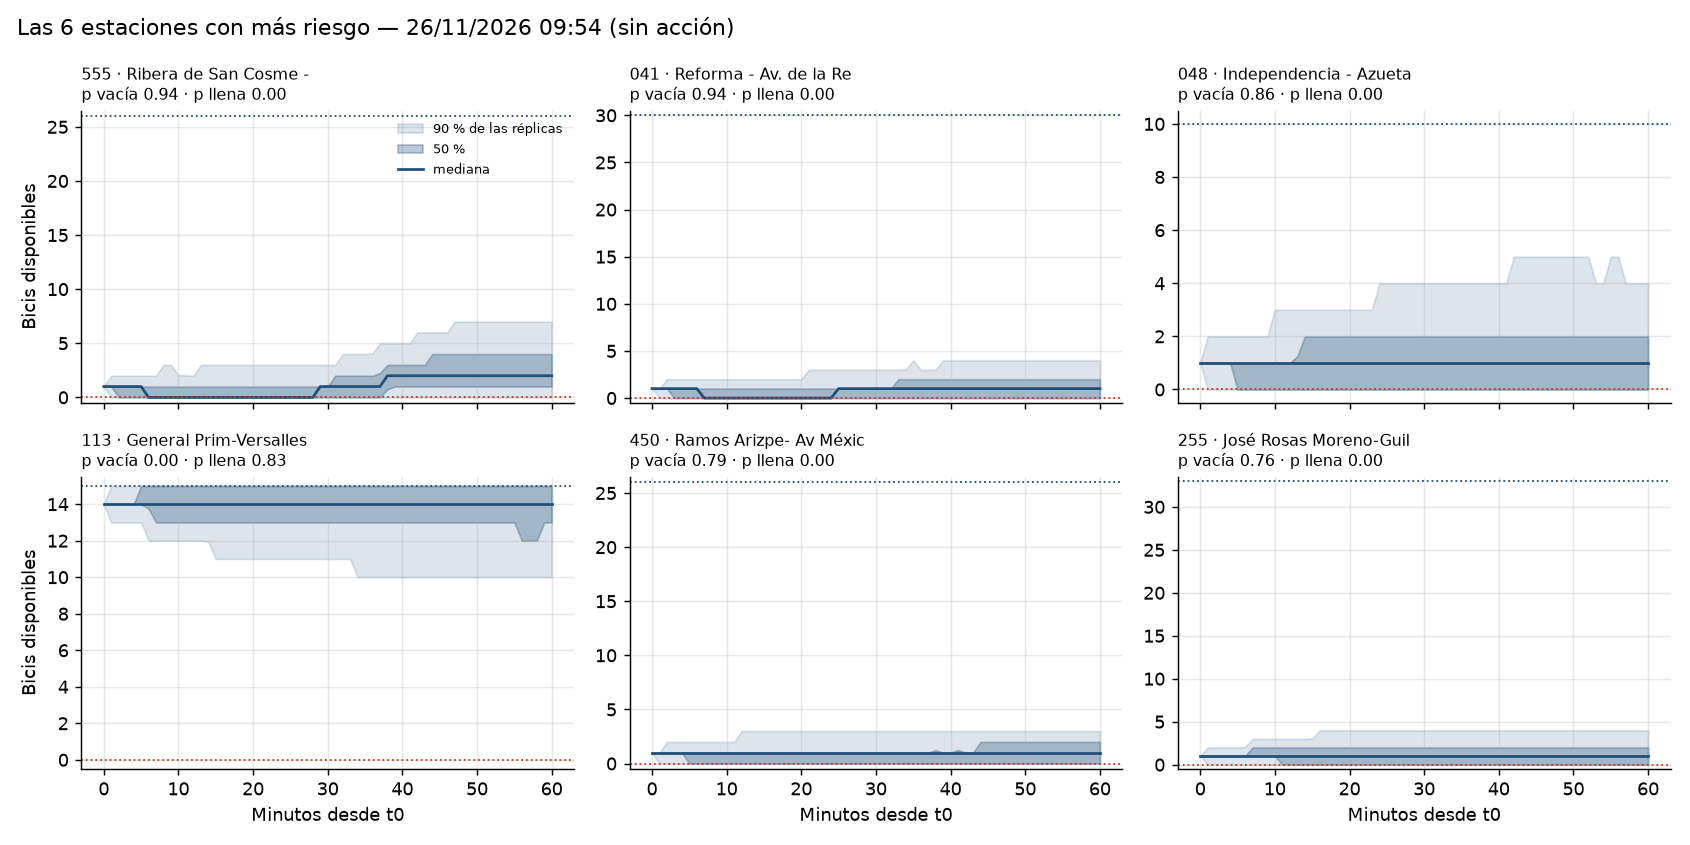 Las 6 estaciones con más riesgo — 26/11/2026 09:54 (sin acción)
555 · Ribera de San Cosme -
p vacía 0.94 · p llena 0.00
25
20
15
10
5
0
Bicis disponibles
90 % de las réplicas
50 %
mediana
041 · Reforma - Av. de la Re
p vacía 0.94 · p llena 0.00
30
25
20
15
10
5
0
048 · Independencia - Azueta
p vacía 0.86 · p llena 0.00
10
8
6
4
2
0
113 · General Prim-Versalles
p vacía 0.00 · p llena 0.83
14
12
10
8
6
4
2
0
Bicis disponibles
0 10 20 30 40 50 60
Minutos desde t0
450 · Ramos Arizpe- Av Méxic
p vacía 0.79 · p llena 0.00
25
20
15
10
5
0
0 10 20 30 40 50 60
Minutos desde t0
255 · José Rosas Moreno-Guil
p vacía 0.76 · p llena 0.00
30
25
20
15
10
5
0
0 10 20 30 40 50 60
Minutos desde t0